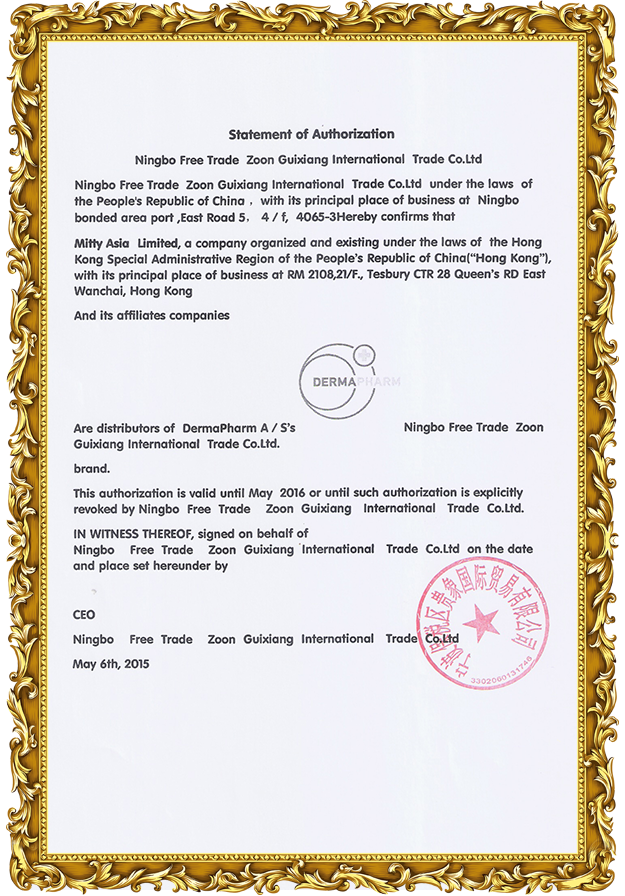 Statement of Authorization
Ningbo Free Trade Zoon Guixiang International Trade Co.Ltd
Ningbo Free Trade Zoon Guixiang International Trade Co.Ltd under the laws of
the People's Republic of China , with its principal place of business at Ningbo
bonded area port ,East Road 5, 4 / f, 4065-3Hereby confirms that
Mitty Asia Limited, a company organized and existing under the laws of the Hong
Kong Special Administrative Region of the People's Republic of China("Hong Kong"),
with its principal place of business at RM 2108,21/F., Tesbury CTR 28 Queen's RD East
Wanchai, Hong Kong
And its affiliates companies
DERMAPHARM
Are distributors of DermaPharm A / S's Ningbo Free Trade Zoon
Guixiang International Trade Co.Ltd.
brand.
This authorization is valid until May 2016 or until such authorization is explicitly
revoked by Ningbo Free Trade Zoon Guixiang International Trade Co.Ltd.
IN WITNESS THEREOF, signed on behalf of
Ningbo Free Trade Zoon Guixiang International Trade Co.Ltd on the date
and place set hereunder by
CEO
Ningbo Free Trade Zoon Guixiang International Trade Co.Ltd
May 6th, 2015
宁波保税区贵象国际贸易有限公司
3302060131740